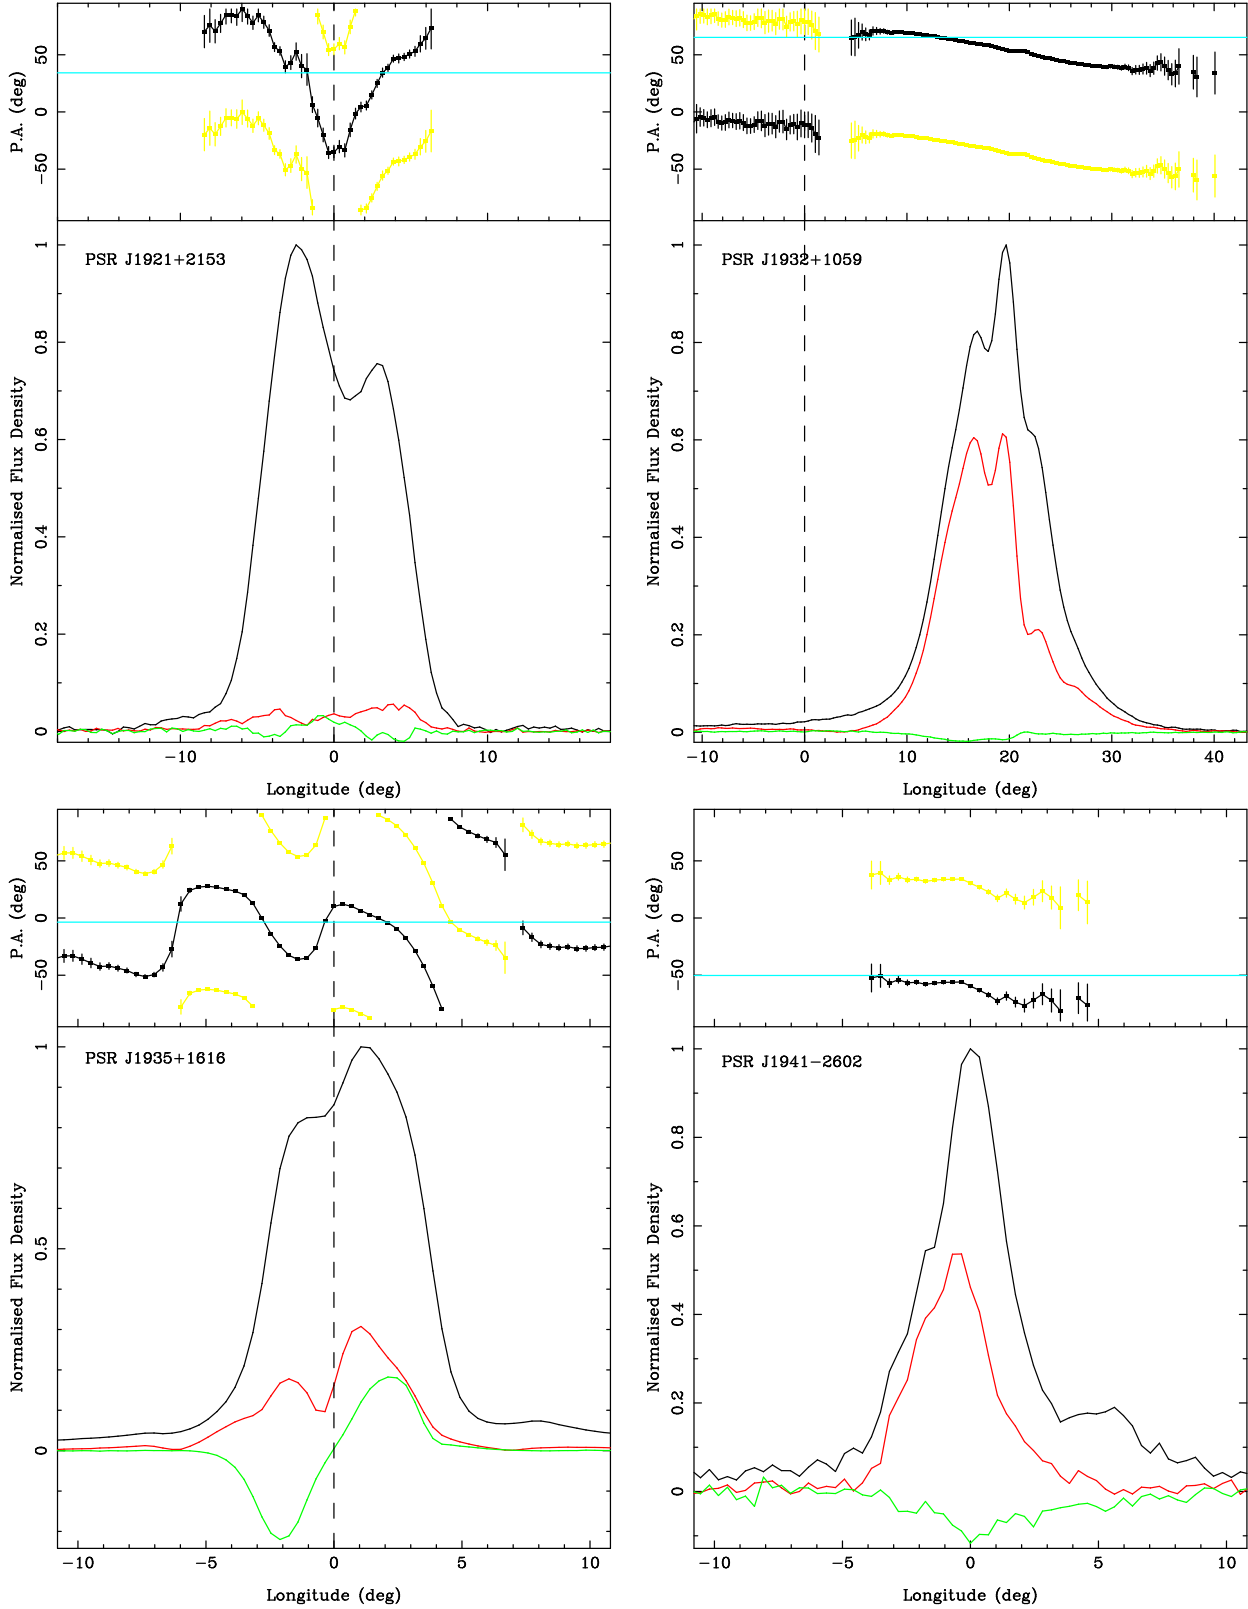 P.A. (deg)
50
0
−50
PSR J1921+2153
Normalised Flux Density
1
0.8
0.6
0.4
0.2
0
−10 0 10
Longitude (deg)
P.A. (deg)
50
0
−50
PSR J1932+1059
Normalised Flux Density
1
0.8
0.6
0.4
0.2
0
−10 0 10 20 30 40
Longitude (deg)
P.A. (deg)
50
0
−50
PSR J1935+1616
Normalised Flux Density
1
0.5
0
−10 −5 0 5 10
Longitude (deg)
P.A. (deg)
50
0
−50
PSR J1941−2602
Normalised Flux Density
1
0.8
0.6
0.4
0.2
0
−10 −5 0 5 10
Longitude (deg)